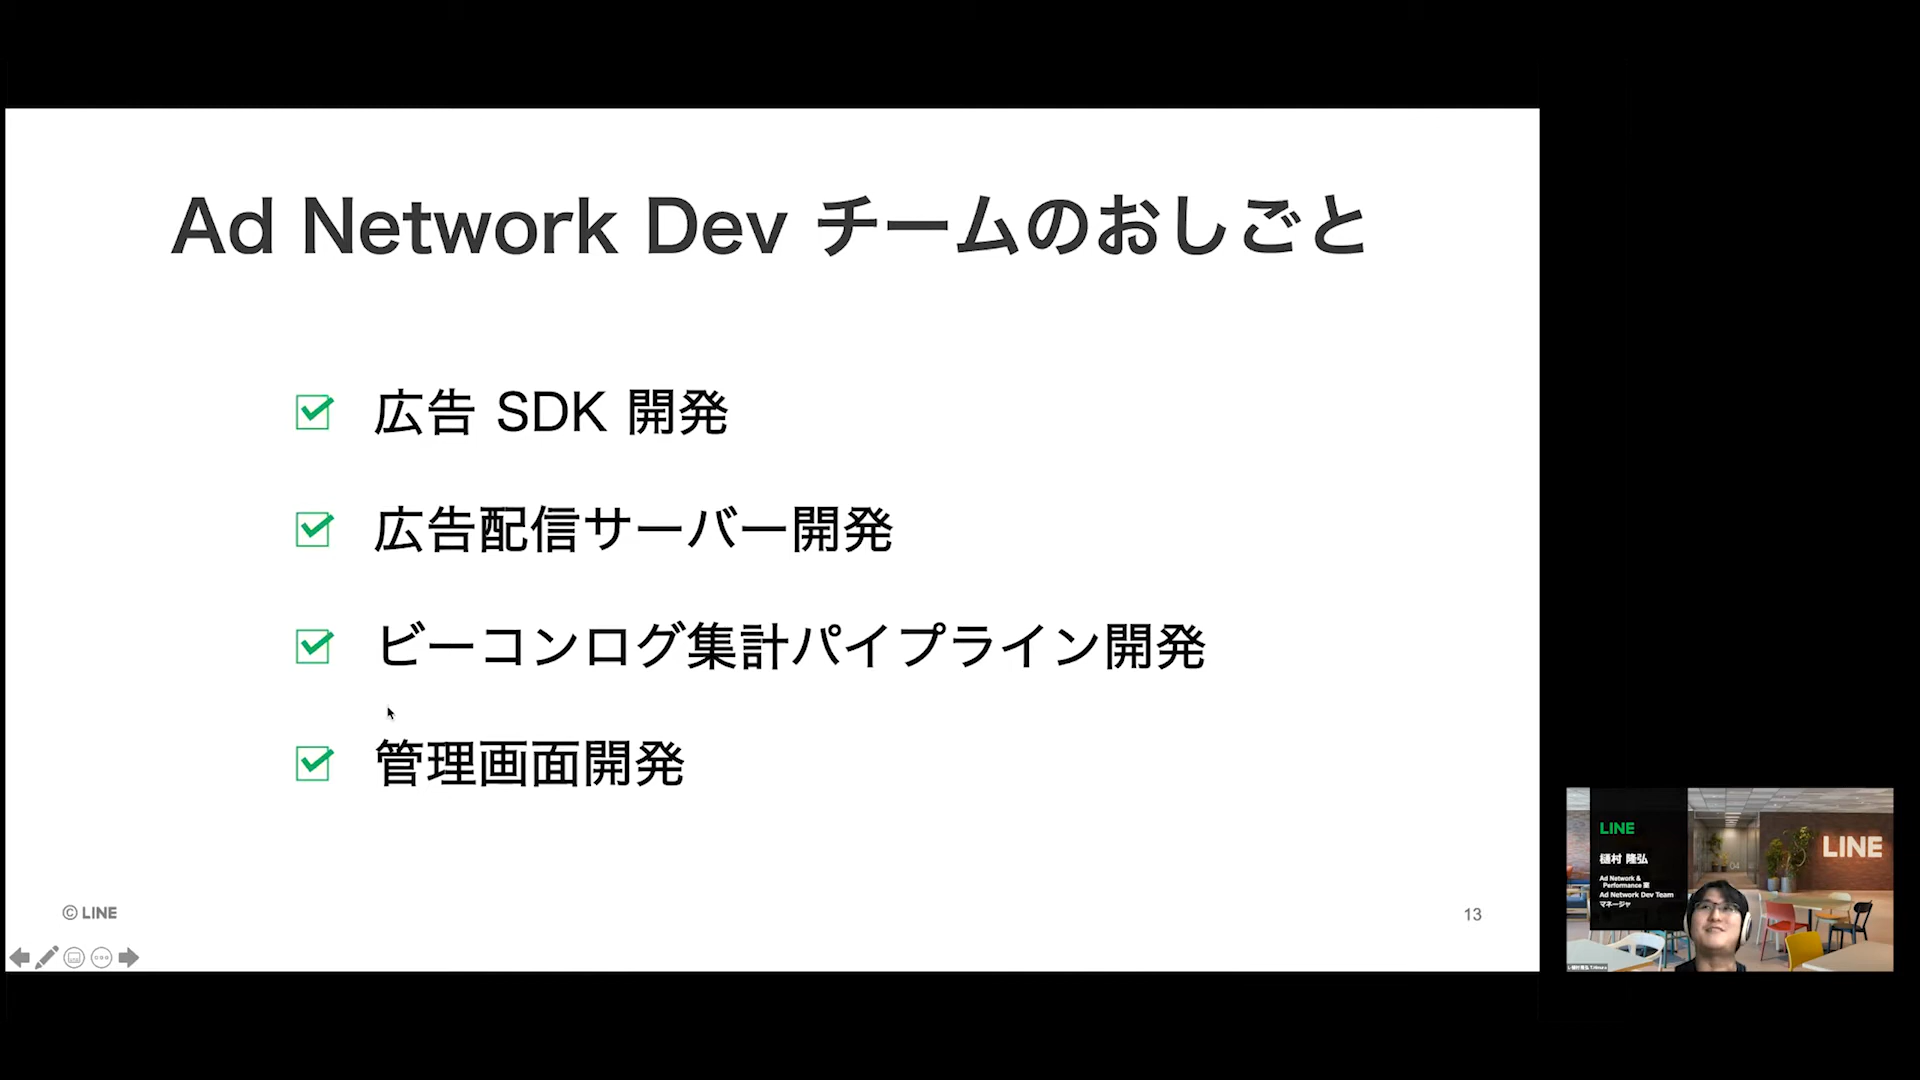 Ad Network Dev チームのおしごと
広告 SDK 開発
広告配信サーバー開発
ビーコンログ集計パイプライン開発
管理画面開発
© LINE
13
LINE
樋村 隆弘
Ad Network &
Performance 室
Ad Network Dev Team
マネージャ
LINE